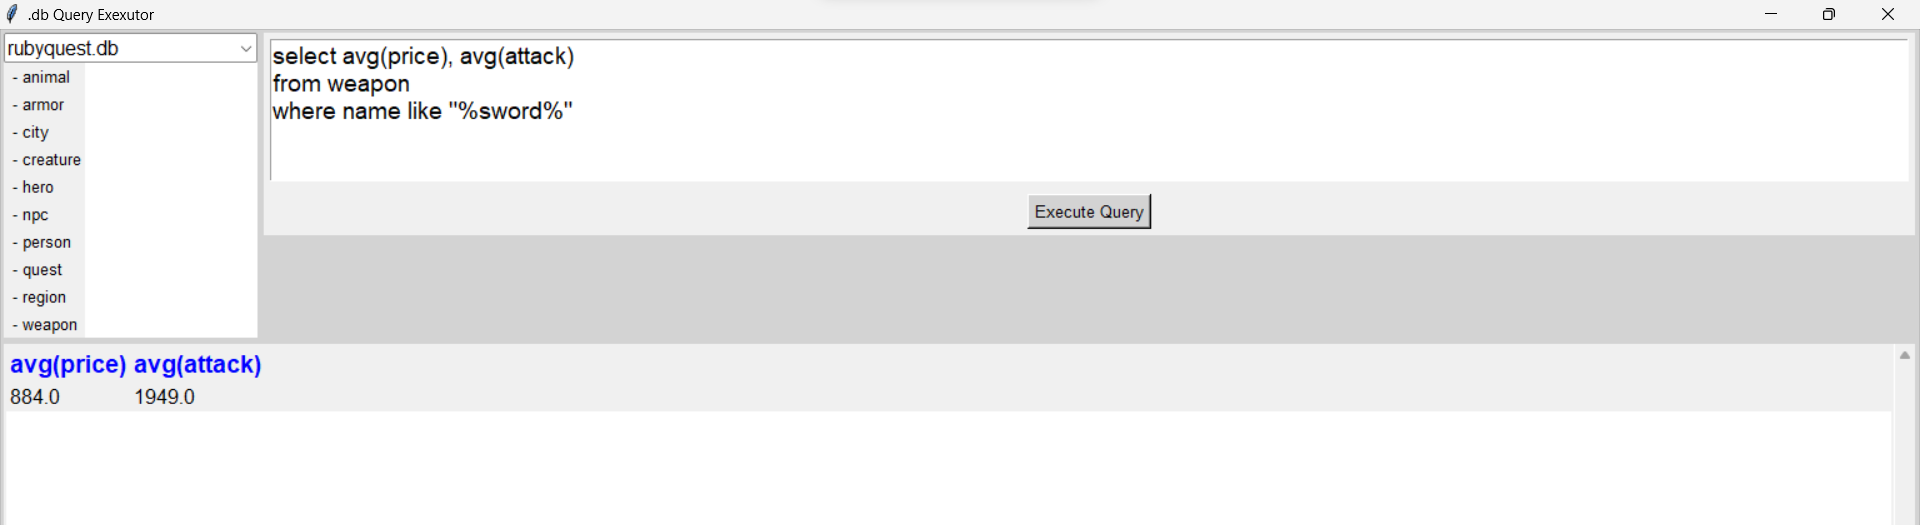 .db Query Exexutor
rubyquest.db
- animal
- armor
- city
- creature
- hero
- npc
- person
- quest
- region
- weapon
select avg(price), avg(attack)
from weapon
where name like "%sword%"
Execute Query
avg(price) avg(attack)
884.0 1949.0